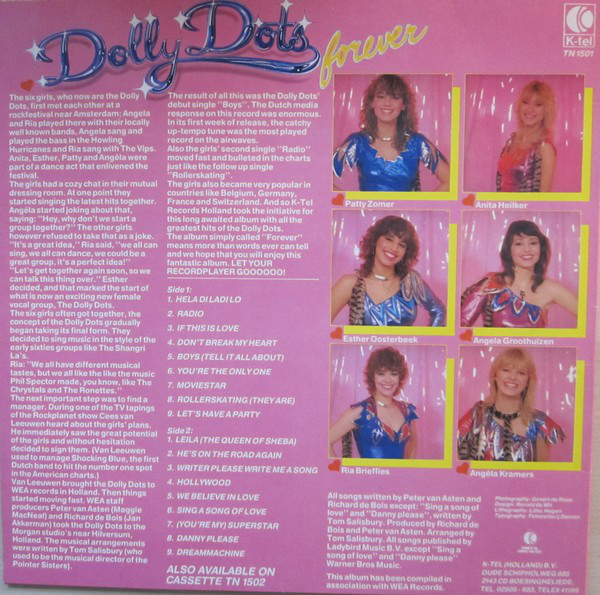 Dolly Dots
forever
K-tel
TN 1501
The six girls, who now are the Dolly
Dots, first met each other at a
rockfestival near Amsterdam: Angela
and Ria played there with their locally
well known bands. Angela sang and
played the bass in the Howling
Hurricanes and Ria sang with The Vips.
Anita, Esther, Patty and Angéla were
part of a dance act that enlivened the
festival.
The girls had a cozy chat in their mutual
dressing room. At one point they
started singing the latest hits together.
Angéla started joking about that,
saying: "Hey, why don't we start a
group together?" The other girls
however refused to take that as a joke.
"It's a great idea," Ria said, "we all can
sing, we all can dance, we could be a
great group. It's a perfect idea!"
"Let's get together again soon, so we
can talk this thing over." Esther
decided, and that marked the start of
what is now an exciting new female
vocal group, The Dolly Dots.
The six girls often got together, the
concept of the Dolly Dots gradually
began taking its final form. They
decided to sing music in the style of the
early sixties groups like The Shangri
La's.
Ria: "We all have different musical
tastes, but we all like the like the music
Phil Spector made, you know, like The
Chrystals and The Ronettes."
The next important step was to find a
manager. During one of the TV tapings
of the Rockplanet show Cees van
Leeuwen heard about the girls' plans.
He immediately saw the great potential
of the girls and without hesitation
decided to sign them. (Van Leeuwen
used to manage Shocking Blue, the first
Dutch band to hit the number one spot
in the American charts.)
Van Leeuwen brought the Dolly Dots to
WEA records in Holland. Then things
started moving fast. WEA staff
producers Peter van Asten (Maggie
MacNeal) and Richard de Bois (Jan
Akkerman) took the Dolly Dots to the
Morgan studio's near Hilversum,
Holland. The musical arrangements
were written by Tom Salisbury (who
used to be the musical director of the
Pointer Sisters).
The result of all this was the Dolly Dots'
debut single "Boys". The Dutch media
response on this record was enormous.
In its first week of release, the catchy
up-tempo tune was the most played
record on the airwaves.
Also the girls' second single "Radio"
moved fast and bulleted in the charts
just like the follow up single
"Rollerskating".
The girls also became very popular in
countries like Belgium, Germany,
France and Switzerland. And so K-Tel
Records Holland took the initiative for
this long awaited album with all the
greatest hits of the Dolly Dots.
The album simply called "Forever"
means more than words ever can tell
and we hope that you will enjoy this
fantastic album. LET YOUR
RECORDPLAYER GOOOOOO!
Side 1:
1. HELA DI LADI LO
2. RADIO
3. IF THIS IS LOVE
4. DON'T BREAK MY HEART
5. BOYS (TELL IT ALL ABOUT)
6. YOU'RE THE ONLY ONE
7. MOVIESTAR
8. ROLLERSKATING (THEY ARE)
9. LET'S HAVE A PARTY
Side 2:
1. LEILA (THE QUEEN OF SHEBA)
2. HE'S ON THE ROAD AGAIN
3. WRITER PLEASE WRITE ME A SONG
4. HOLLYWOOD
5. WE BELIEVE IN LOVE
6. SING A SONG OF LOVE
7. (YOU'RE MY) SUPERSTAR
8. DANNY PLEASE
9. DREAMMACHINE
ALSO AVAILABLE ON
CASSETTE TN 1502
Patty Zomer
Anita Heilker
Esther Oosterbeek
Angela Groothuizen
Ria Brieffies
Angéla Kramers
All songs written by Peter van Asten and
Richard de Bois except: "Sing a song of
love" and "Danny please", written by
Tom Salisbury. Produced by Richard de
Bois and Peter van Asten. Arranged by
Tom Salisbury. All songs published by
Ladybird Music B.V. except "Sing a
song of love" and "Danny please"
Warner Bros Music.
This album has been compiled in
association with WEA Records.
Photography:
Design:
Lithography:
Typography:
K-TEL (HOLLAND) B.V.
OUDE SCHIPHOLWEG 685
2143 CD BOESINGHELIEDE,
TEL. 02909 -